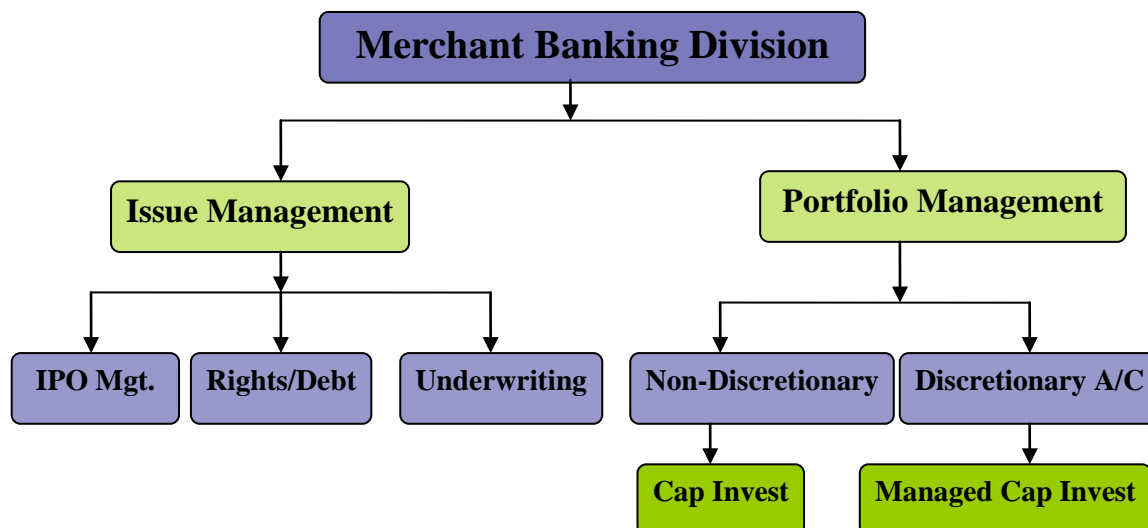 Merchant Banking Division
Issue Management
Portfolio Management
IPO Mgt.
Rights/Debt
Underwriting
Non-Discretionary
Discretionary A/C
Cap Invest
Managed Cap Invest